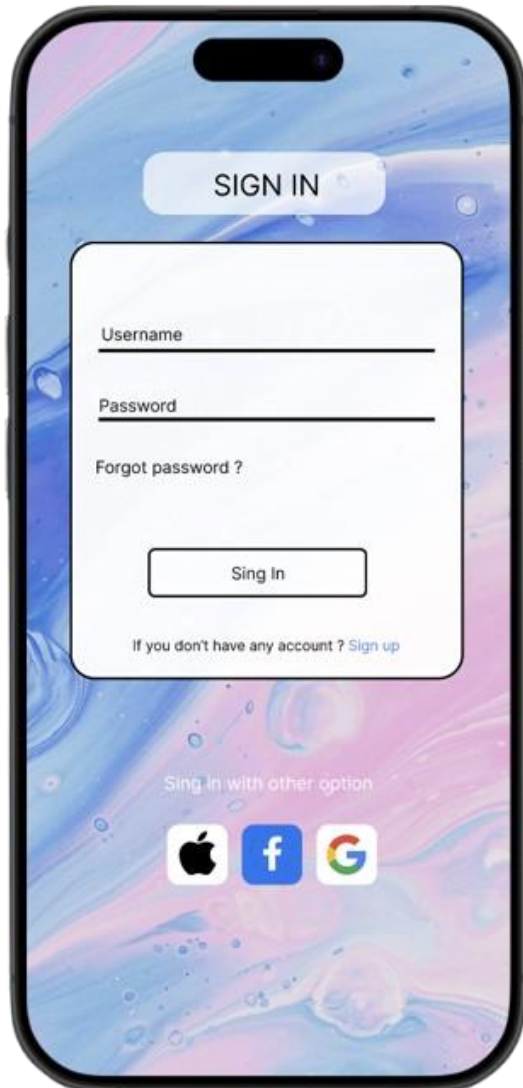 SIGN IN
Username
Password
Forgot password ?
Sing In
If you don't have any account ? Sign up
Sing in with other option